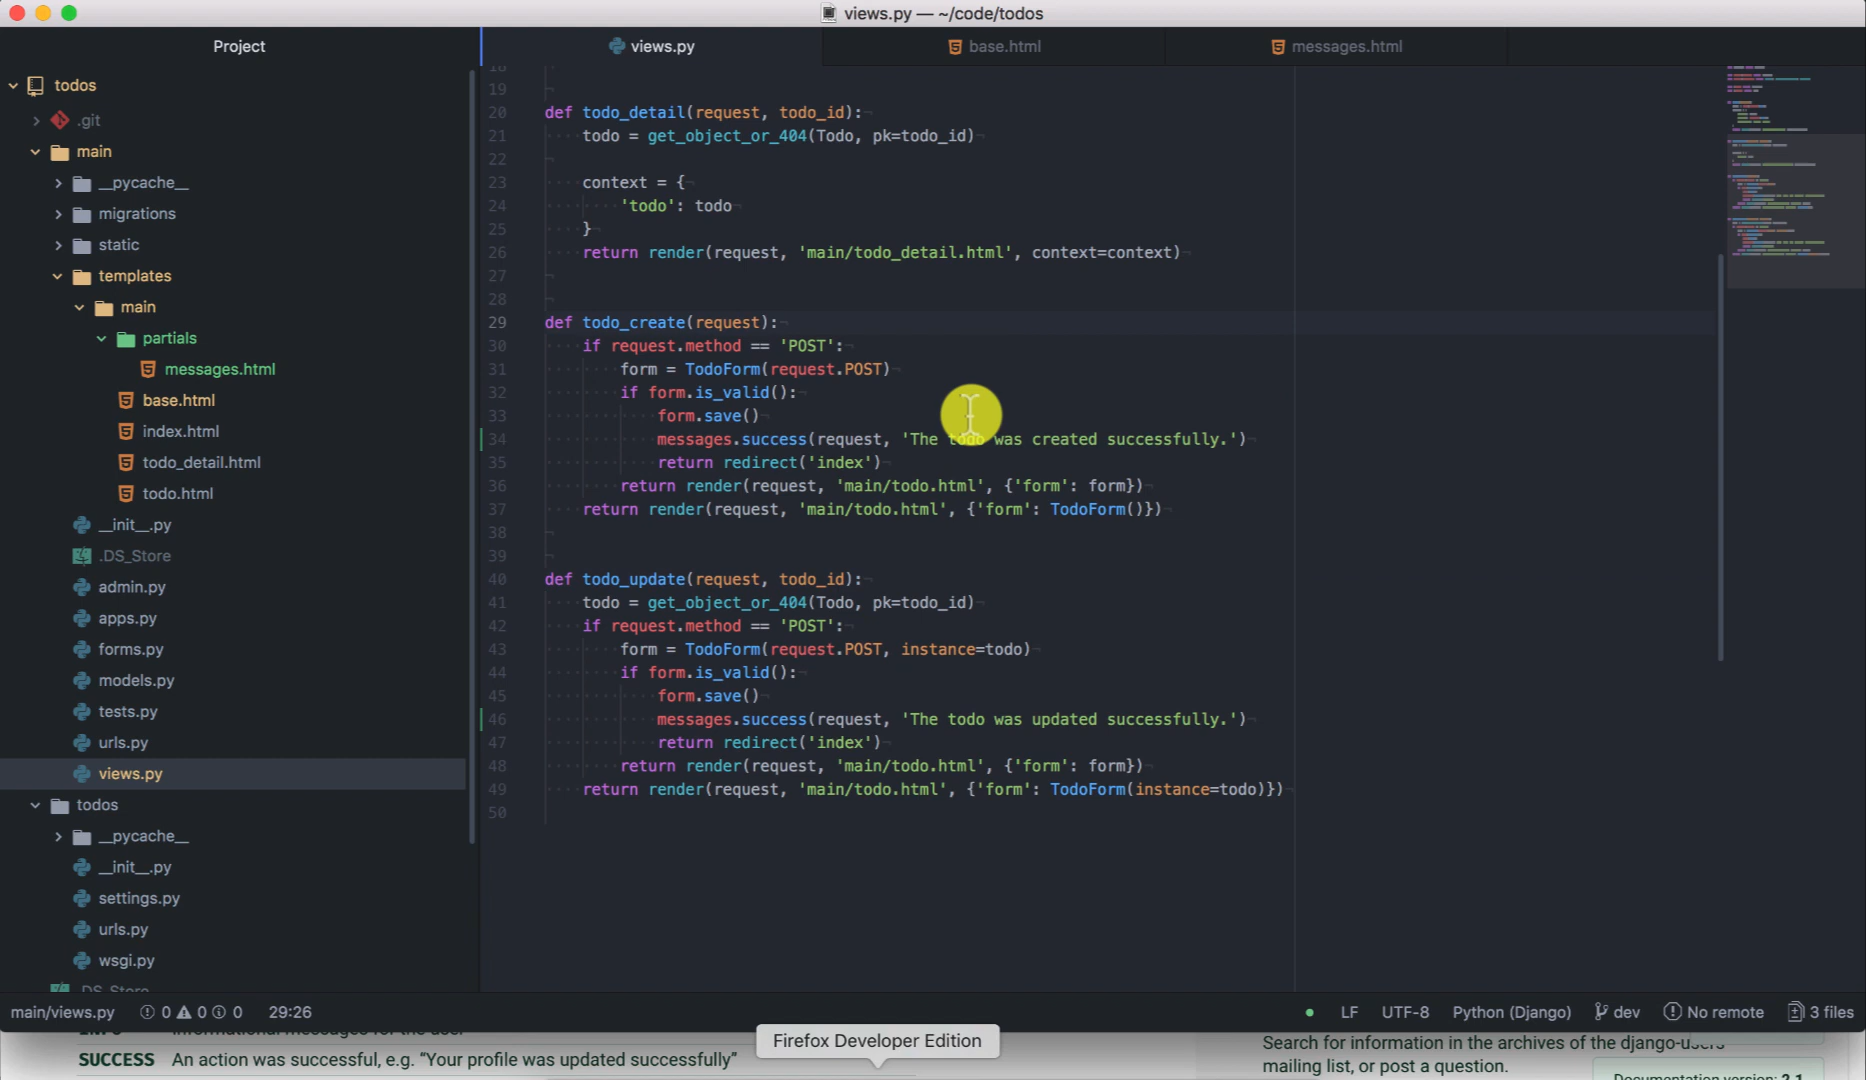 views.py — ~/code/todos
Project
views.py
base.html
messages.html
todos
.git
main
__pycache__
migrations
static
templates
main
partials
messages.html
base.html
index.html
todo_detail.html
todo.html
__init__.py
.DS_Store
admin.py
apps.py
forms.py
models.py
tests.py
urls.py
views.py
todos
__pycache__
__init__.py
settings.py
urls.py
wsgi.py
.DS_Store
18
19
20 def todo_detail(request, todo_id):
21 todo = get_object_or_404(Todo, pk=todo_id)
22
23 context = {
24 'todo': todo
25 }
26 return render(request, 'main/todo_detail.html', context=context)
27
28
29 def todo_create(request):
30 if request.method == 'POST':
31 form = TodoForm(request.POST)
32 if form.is_valid():
33 form.save()
34 messages.success(request, 'The todo was created successfully.')
35 return redirect('index')
36 return render(request, 'main/todo.html', {'form': form})
37 return render(request, 'main/todo.html', {'form': TodoForm()})
38
39
40 def todo_update(request, todo_id):
41 todo = get_object_or_404(Todo, pk=todo_id)
42 if request.method == 'POST':
43 form = TodoForm(request.POST, instance=todo)
44 if form.is_valid():
45 form.save()
46 messages.success(request, 'The todo was updated successfully.')
47 return redirect('index')
48 return render(request, 'main/todo.html', {'form': form})
49 return render(request, 'main/todo.html', {'form': TodoForm(instance=todo)})
50
main/views.py 0 0 0 29:26
LF UTF-8 Python (Django) dev No remote 3 files
INFO Informational messages for the user.
SUCCESS An action was successful, e.g. “Your profile was updated successfully”
Firefox Developer Edition
Search for information in the archives of the django-users
mailing list, or post a question.
Documentation version: 2.1